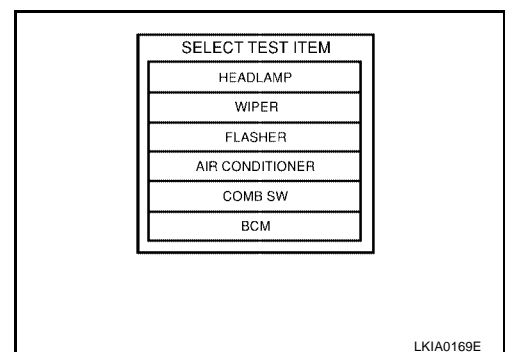 SELECT TEST ITEM
HEADLAMP
WIPER
FLASHER
AIR CONDITIONER
COMB SW
BCM
LKIA0169E